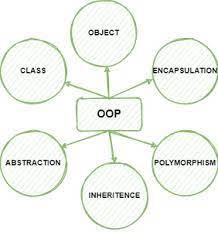 OBJECT
CLASS
ENCAPSULATION
OOP
ABSTRACTION
POLYMORPHISM
INHERITENCE